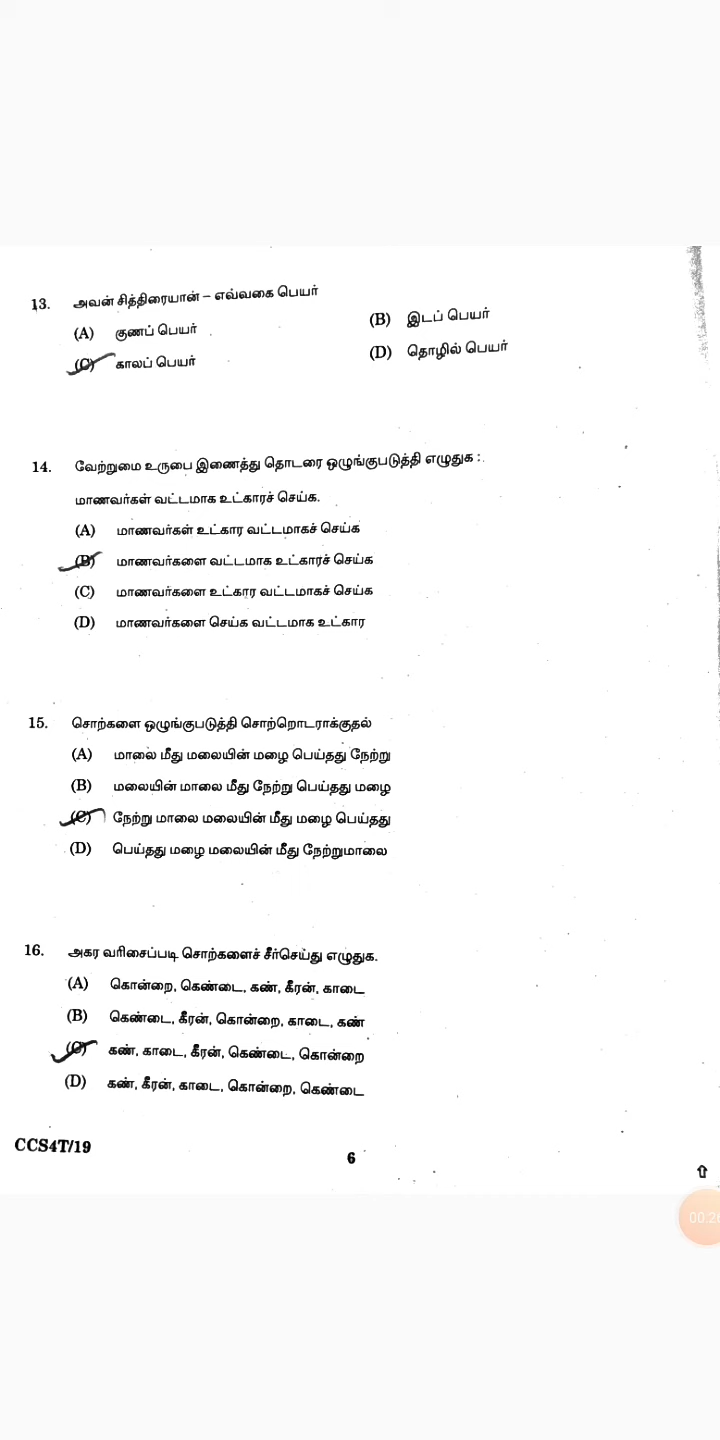 13. அவன் சித்திரையான் – எவ்வகை பெயர்
(A) குணப் பெயர்
(B) இடப் பெயர்
(C) காலப் பெயர்
(D) தொழில் பெயர்
14. வேற்றுமை உருபை இணைத்து தொடரை ஒழுங்குபடுத்தி எழுதுக :
மாணவர்கள் வட்டமாக உட்காரச் செய்க.
(A) மாணவர்கள் உட்கார வட்டமாகச் செய்க
(B) மாணவர்களை வட்டமாக உட்காரச் செய்க
(C) மாணவர்களை உட்கார வட்டமாகச் செய்க
(D) மாணவர்களை செய்க வட்டமாக உட்கார
15. சொற்களை ஒழுங்குபடுத்தி சொற்றொடராக்குதல்
(A) மாலை மீது மலையின் மழை பெய்தது நேற்று
(B) மலையின் மாலை மீது நேற்று பெய்தது மழை
(C) நேற்று மாலை மலையின் மீது மழை பெய்தது
(D) பெய்தது மழை மலையின் மீது நேற்றுமாலை
16. அகர வரிசைப்படி சொற்களைச் சீர்செய்து எழுதுக.
(A) கொன்றை, கெண்டை, கண், கீரன், காடை
(B) கெண்டை, கீரன், கொன்றை, காடை, கண்
(C) கண், காடை, கீரன், கெண்டை, கொன்றை
(D) கண், கீரன், காடை, கொன்றை, கெண்டை
CCS4T/19
6
⇧
00:26